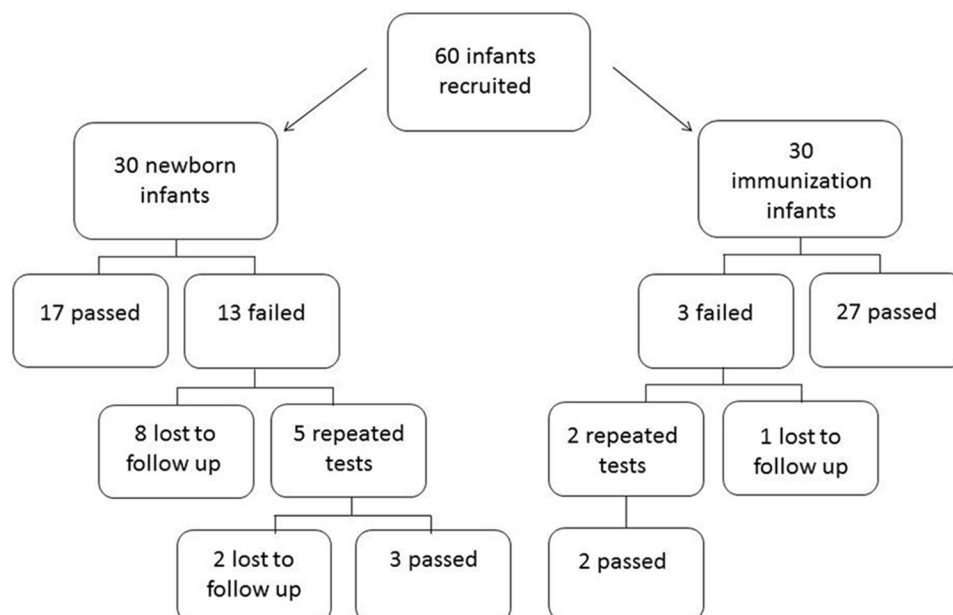 60 infants
recruited
30 newborn
infants
30
immunization
infants
17 passed
13 failed
3 failed
27 passed
8 lost to
follow up
5 repeated
tests
2 repeated
tests
1 lost to
follow up
2 lost to
follow up
3 passed
2 passed